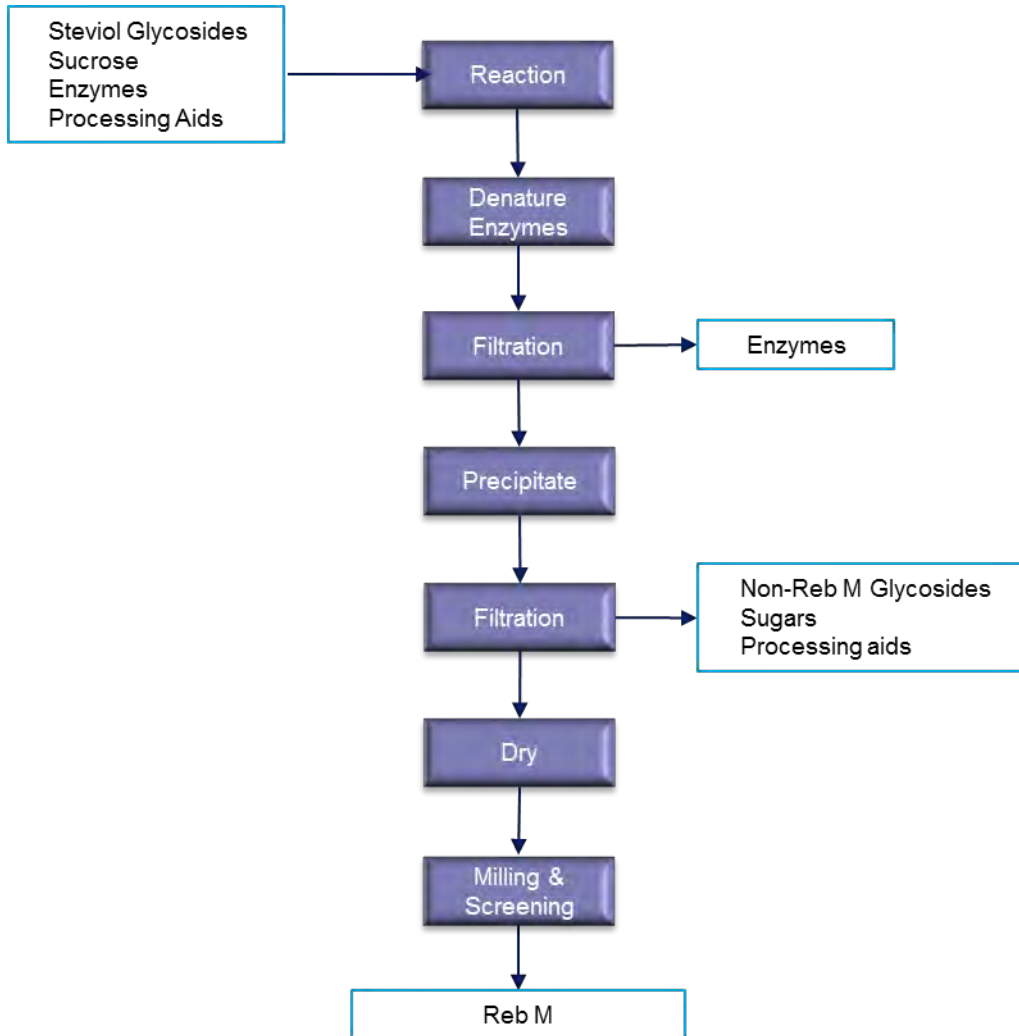 Steviol Glycosides
Sucrose
Enzymes
Processing Aids
Reaction
Denature
Enzymes
Filtration
Enzymes
Precipitate
Filtration
Non-Reb M Glycosides
Sugars
Processing aids
Dry
Milling &
Screening
Reb M